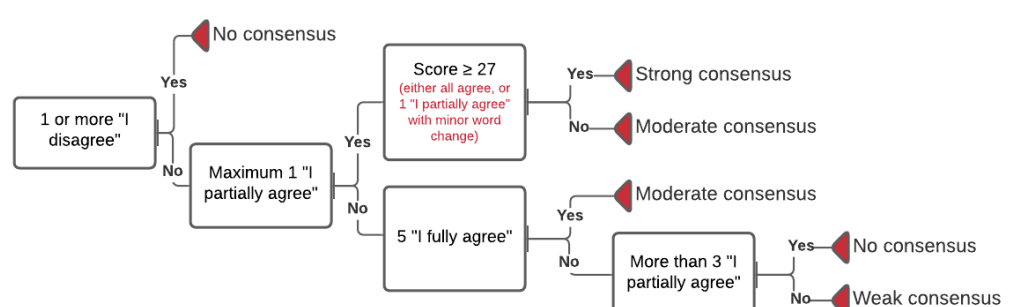 No consensus
Yes
1 or more "I
disagree"
No
Maximum 1 "I
partially agree"
Yes
Score ≥ 27
(either all agree, or
1 "I partially agree"
with minor word
change)
Yes
Strong consensus
No
Moderate consensus
No
5 "I fully agree"
Yes
Moderate consensus
No
More than 3 "I
partially agree"
Yes
No consensus
No
Weak consensus